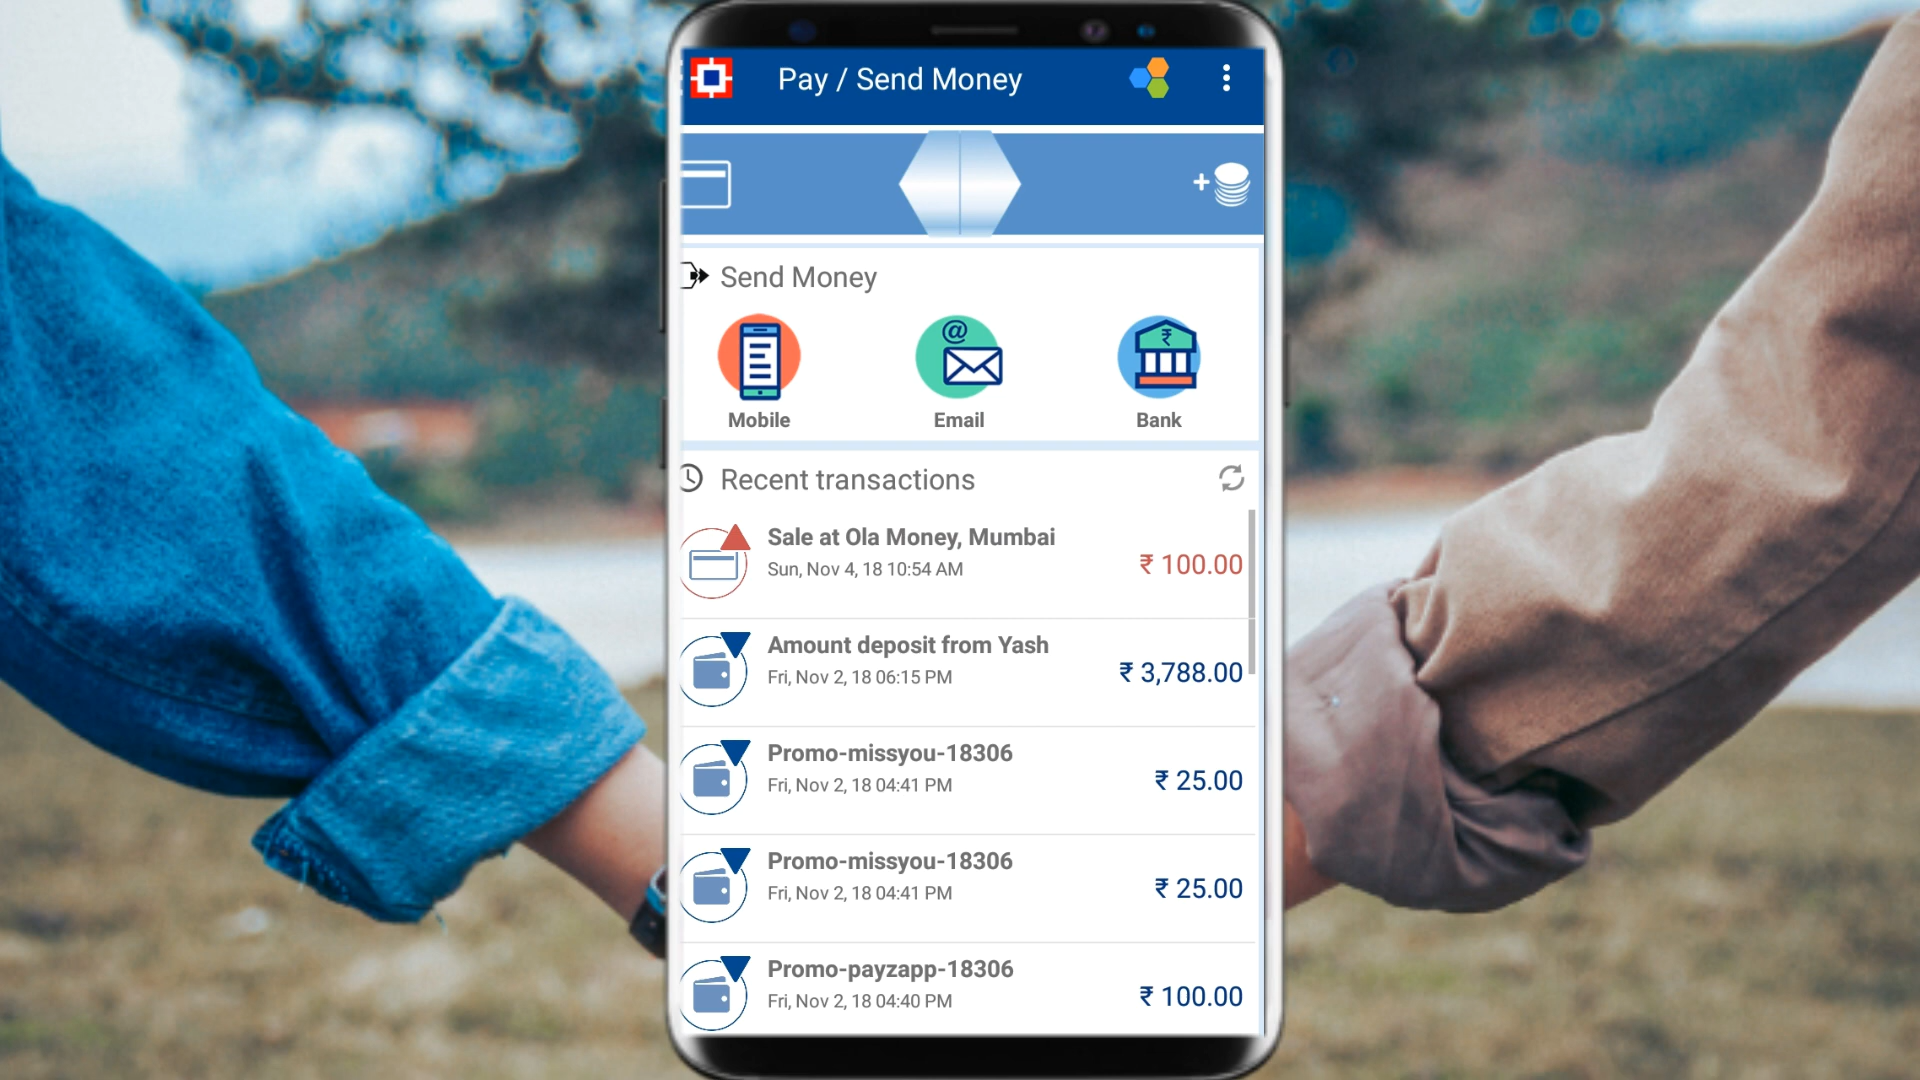 Pay / Send Money
+
Send Money
@
₹
Mobile Email Bank
Recent transactions
Sale at Ola Money, Mumbai
Sun, Nov 4, 18 10:54 AM
₹ 100.00
Amount deposit from Yash
Fri, Nov 2, 18 06:15 PM
₹ 3,788.00
Promo-missyou-18306
Fri, Nov 2, 18 04:41 PM
₹ 25.00
Promo-missyou-18306
Fri, Nov 2, 18 04:41 PM
₹ 25.00
Promo-payzapp-18306
Fri, Nov 2, 18 04:40 PM
₹ 100.00